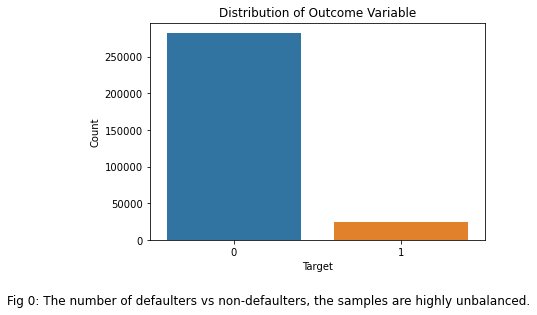 Distribution of Outcome Variable
250000
200000
150000
100000
50000
0
Count
0 1
Target
Fig 0: The number of defaulters vs non-defaulters, the samples are highly unbalanced.